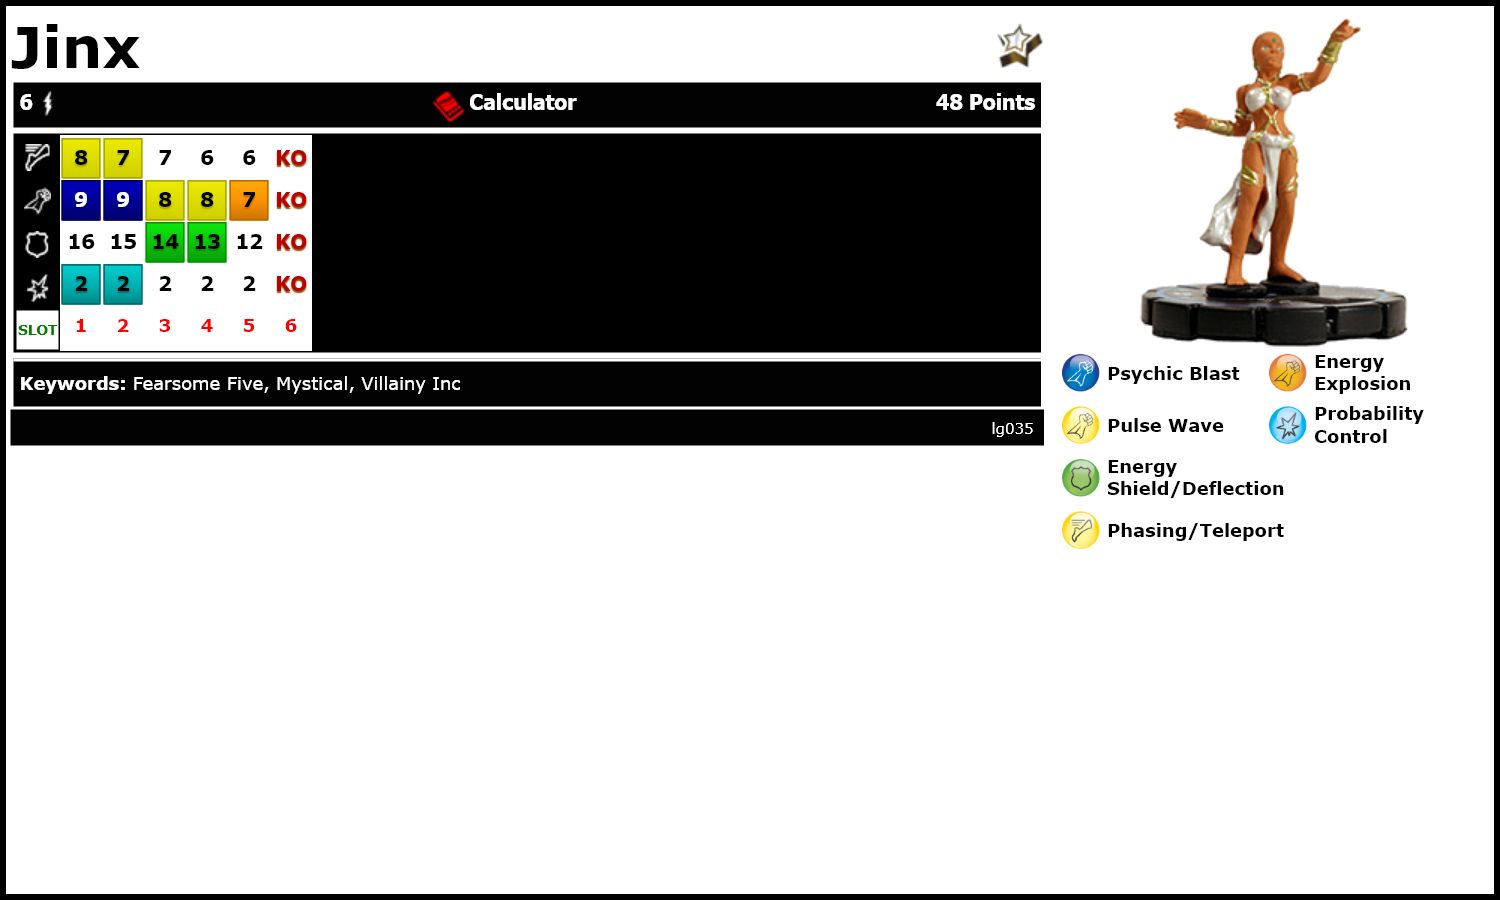 Jinx
6 Calculator 48 Points
8 7 7 6 6 KO
9 9 8 8 7 KO
16 15 14 13 12 KO
2 2 2 2 2 KO
SLOT 1 2 3 4 5 6
Keywords: Fearsome Five, Mystical, Villainy Inc
lg035
Psychic Blast
Energy
Explosion
Pulse Wave
Probability
Control
Energy
Shield/Deflection
Phasing/Teleport